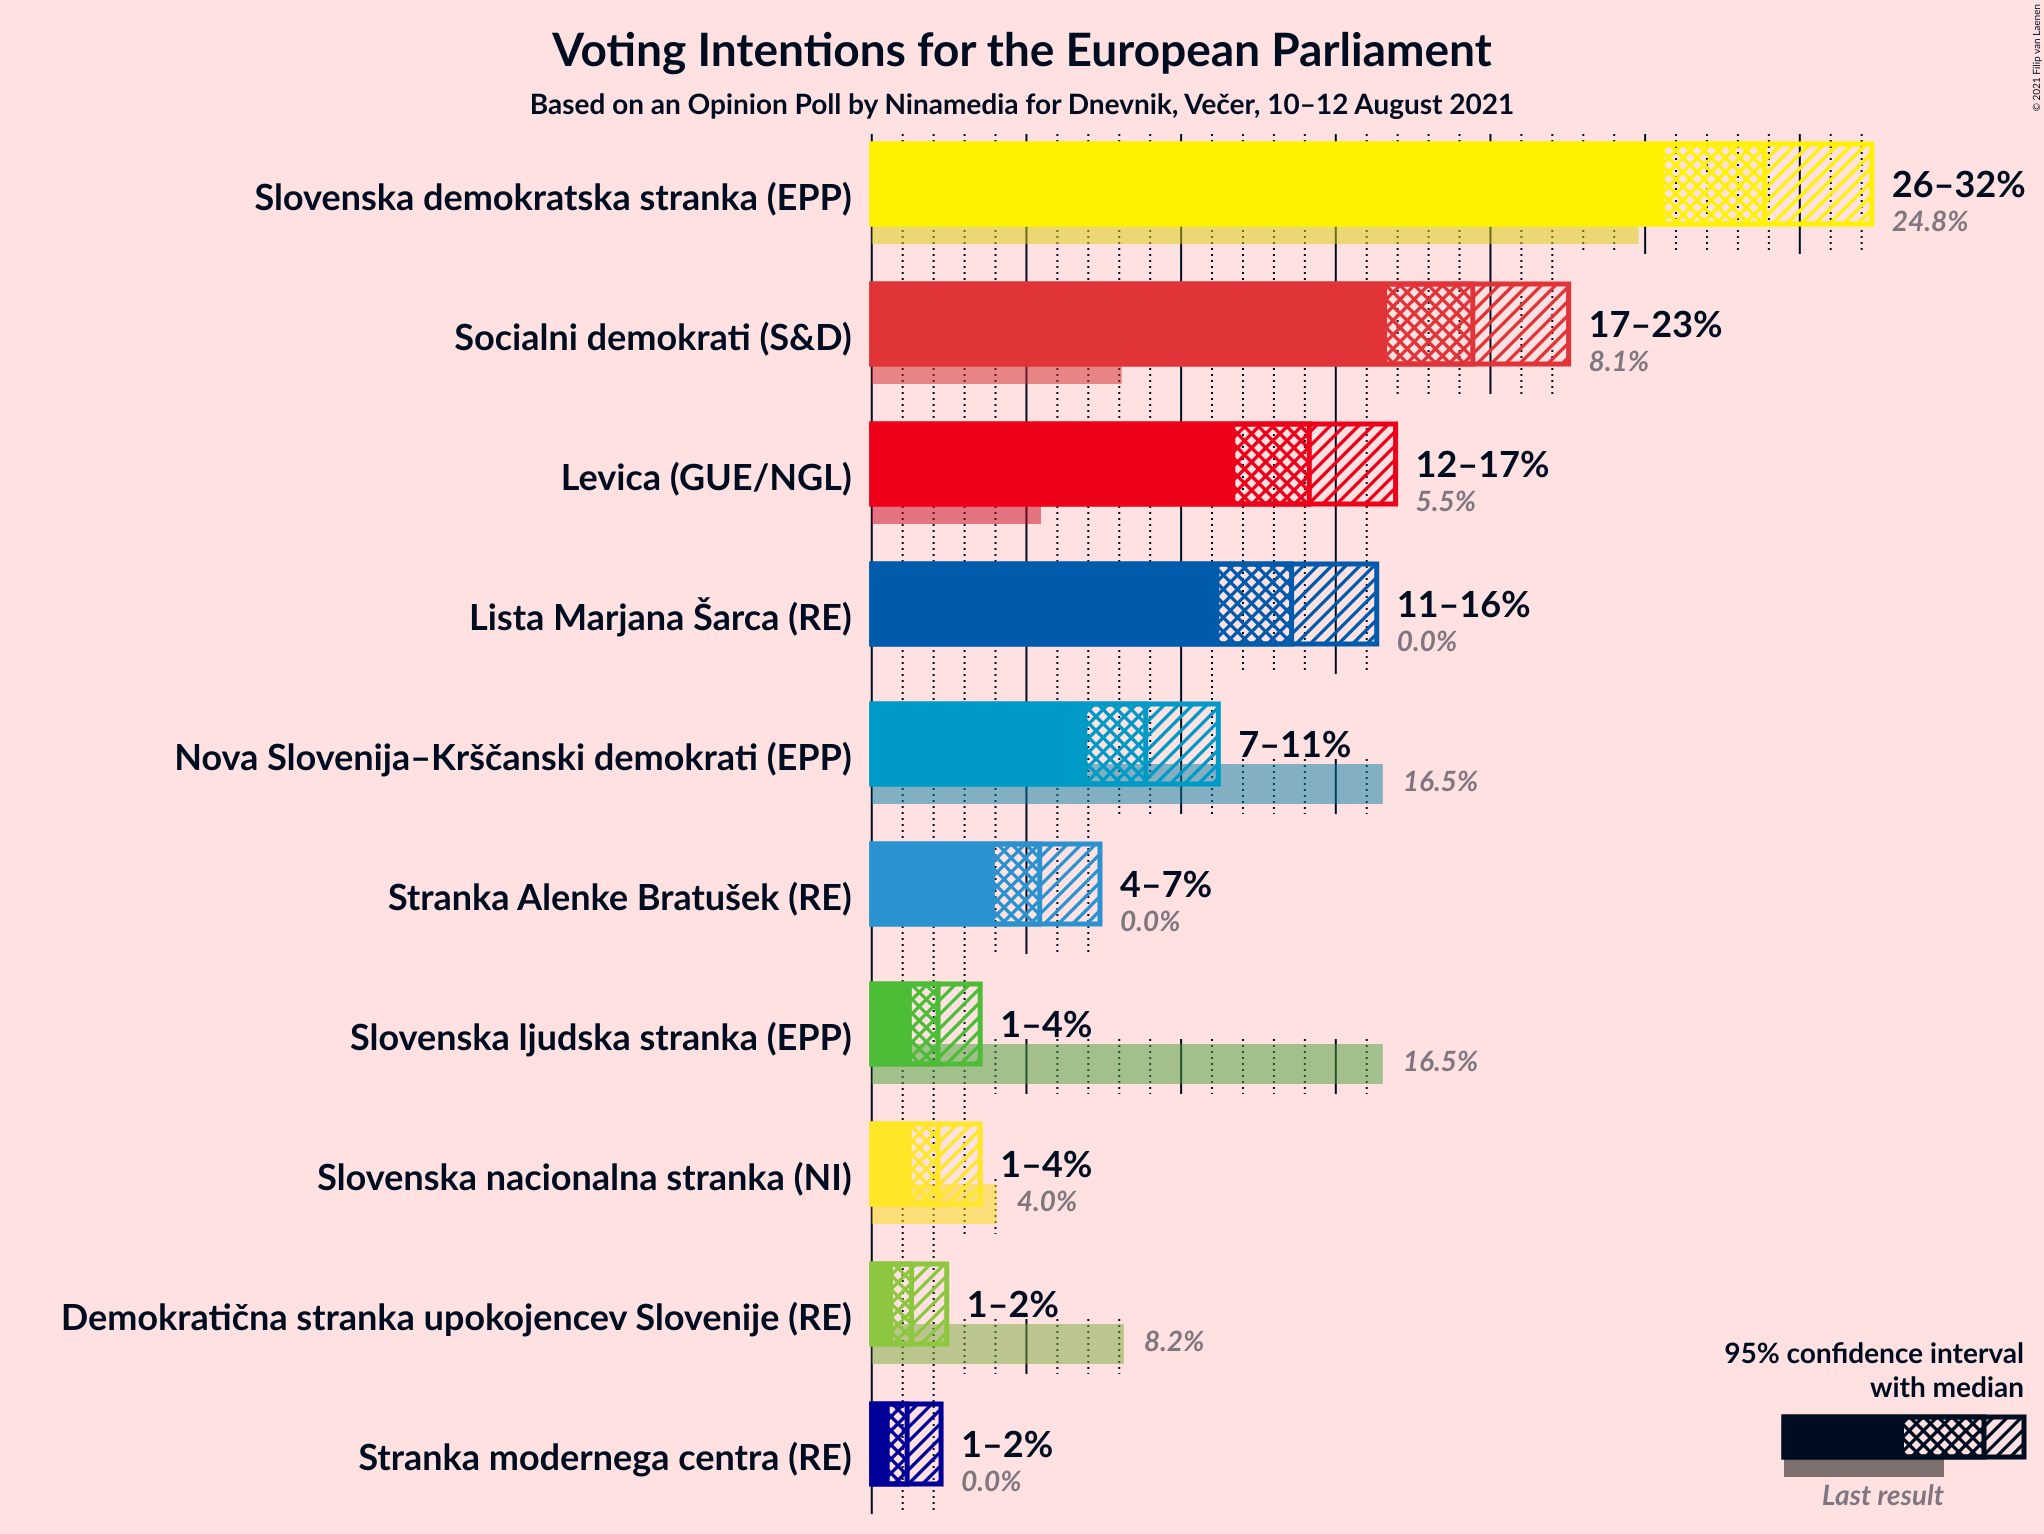 Voting Intentions for the European Parliament
Based on an Opinion Poll by Ninamedia for Dnevnik, Večer, 10–12 August 2021
© 2021 Filip van Laenen
Slovenska demokratska stranka (EPP)
26–32%
24.8%
Socialni demokrati (S&D)
17–23%
8.1%
Levica (GUE/NGL)
12–17%
5.5%
Lista Marjana Šarca (RE)
11–16%
0.0%
Nova Slovenija–Krščanski demokrati (EPP)
7–11%
16.5%
Stranka Alenke Bratušek (RE)
4–7%
0.0%
Slovenska ljudska stranka (EPP)
1–4%
16.5%
Slovenska nacionalna stranka (NI)
1–4%
4.0%
Demokratična stranka upokojencev Slovenije (RE)
1–2%
8.2%
Stranka modernega centra (RE)
1–2%
0.0%
95% confidence interval
with median
Last result